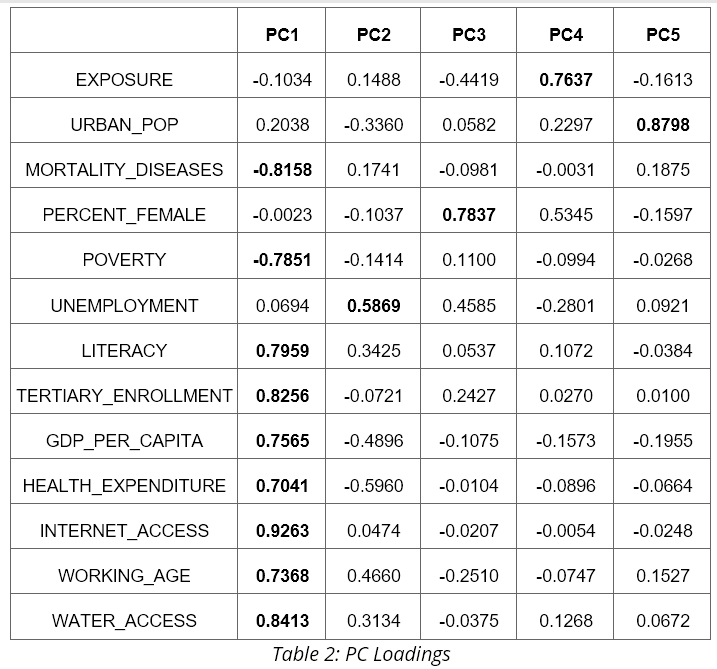 PC1 PC2 PC3 PC4 PC5
EXPOSURE -0.1034 0.1488 -0.4419 0.7637 -0.1613
URBAN_POP 0.2038 -0.3360 0.0582 0.2297 0.8798
MORTALITY_DISEASES -0.8158 0.1741 -0.0981 -0.0031 0.1875
PERCENT_FEMALE -0.0023 -0.1037 0.7837 0.5345 -0.1597
POVERTY -0.7851 -0.1414 0.1100 -0.0994 -0.0268
UNEMPLOYMENT 0.0694 0.5869 0.4585 -0.2801 0.0921
LITERACY 0.7959 0.3425 0.0537 0.1072 -0.0384
TERTIARY_ENROLLMENT 0.8256 -0.0721 0.2427 0.0270 0.0100
GDP_PER_CAPITA 0.7565 -0.4896 -0.1075 -0.1573 -0.1955
HEALTH_EXPENDITURE 0.7041 -0.5960 -0.0104 -0.0896 -0.0664
INTERNET_ACCESS 0.9263 0.0474 -0.0207 -0.0054 -0.0248
WORKING_AGE 0.7368 0.4660 -0.2510 -0.0747 0.1527
WATER_ACCESS 0.8413 0.3134 -0.0375 0.1268 0.0672
Table 2: PC Loadings